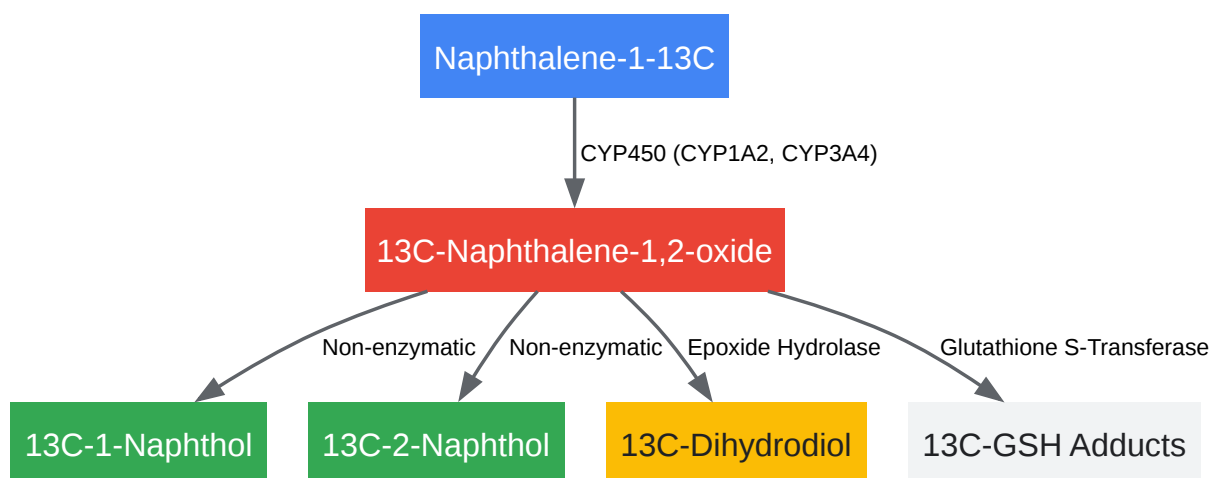 Naphthalene-1-13C
CYP450 (CYP1A2, CYP3A4)
13C-Naphthalene-1,2-oxide
Non-enzymatic
Non-enzymatic
Epoxide Hydrolase
Glutathione S-Transferase
13C-1-Naphthol
13C-2-Naphthol
13C-Dihydrodiol
13C-GSH Adducts